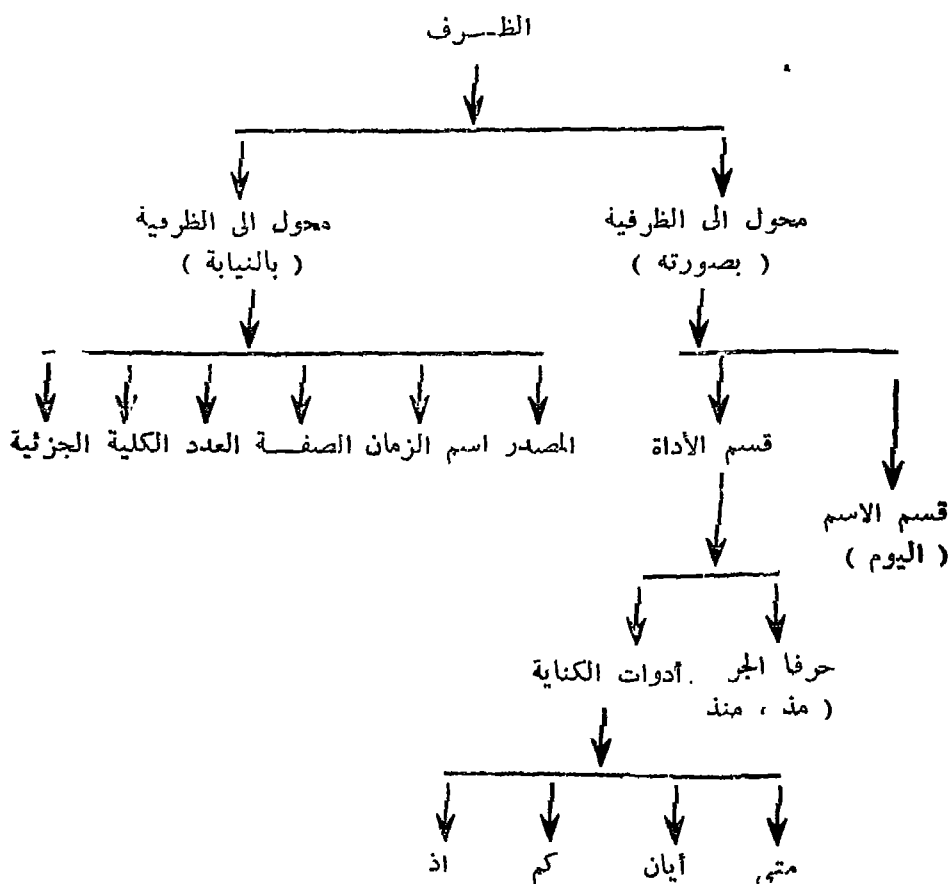 الظـرف
محول الى الظرفية محول الى الظرفية
( بصورته ) ( بالنيابة )
قسم الأداة المصدر اسم الزمان الصفـــة العدد الكلية الجزئية
قسم الاسم
( اليوم )
حرفا الجر أدوات الكناية
( مذ ، منذ
متى أيان كم اذ